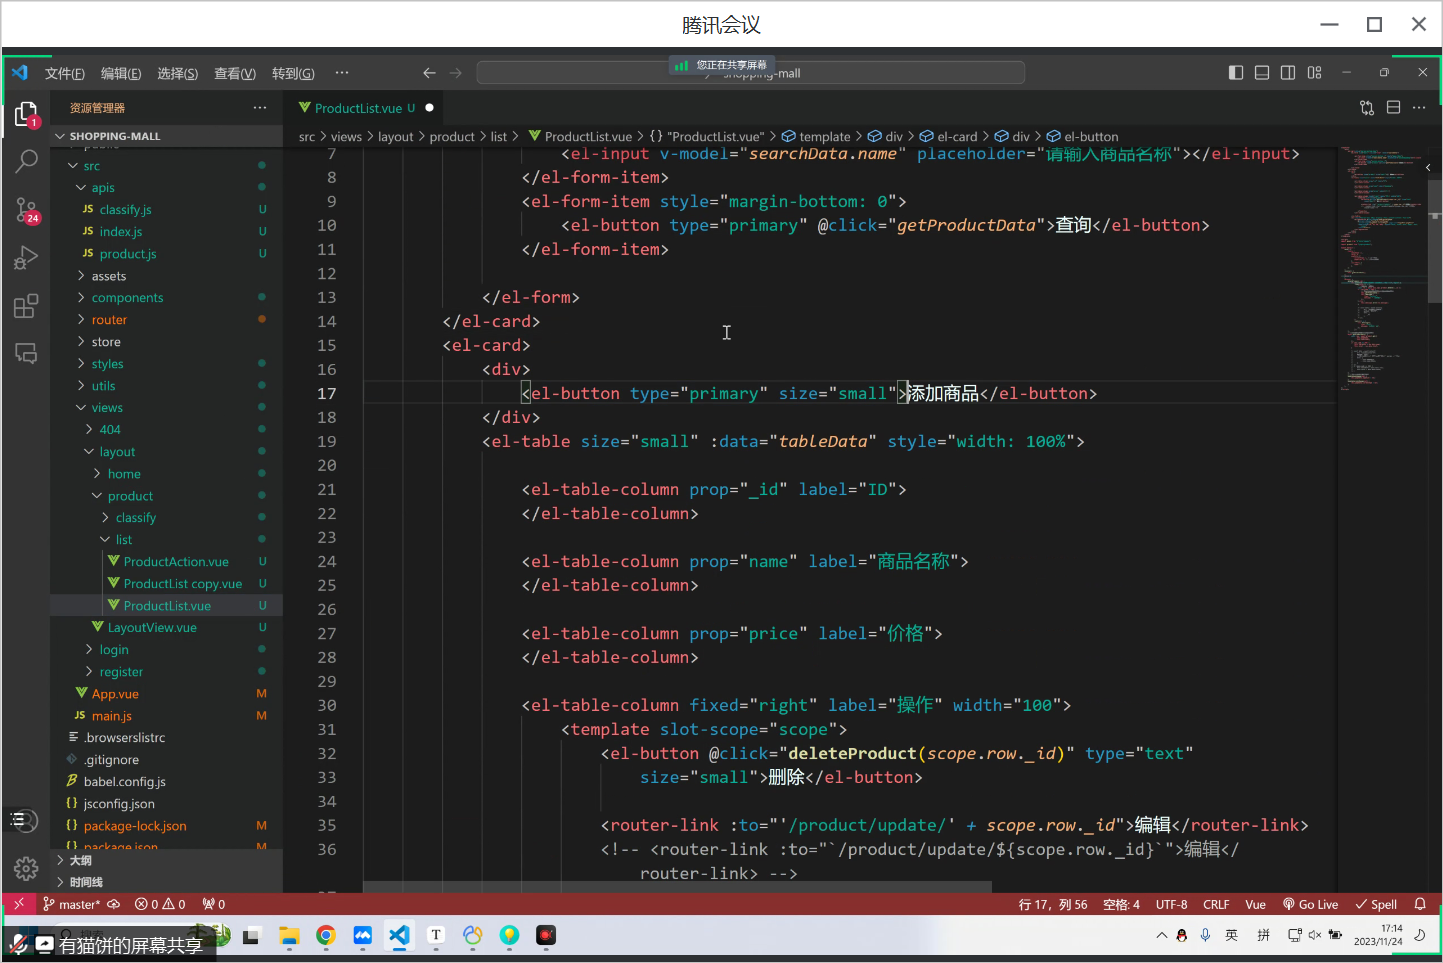 腾讯会议
文件(F) 编辑(E) 选择(S) 查看(V) 转到(G) ···
您正在共享屏幕
shopping-mall
资源管理器 ···
ProductList.vue U
SHOPPING-MALL
src > views > layout > product > list > ProductList.vue > {} "ProductList.vue" > template > div > el-card > div > el-button
public
src
apis
JS classify.js U
JS index.js U
JS product.js U
assets
components
router
store
styles
utils
views
404
layout
home
product
classify
list
ProductAction.vue U
ProductList copy.vue U
ProductList.vue U
LayoutView.vue U
login
register
App.vue M
JS main.js M
.browserslistrc
.gitignore
babel.config.js
{} jsconfig.json
{} package-lock.json M
{} package.json M
大纲
时间线
1
24
7 <el-input v-model="searchData.name" placeholder="请输入商品名称"></el-input>
8 </el-form-item>
9 <el-form-item style="margin-bottom: 0">
10 <el-button type="primary" @click="getProductData">查询</el-button>
11 </el-form-item>
12
13 </el-form>
14 </el-card>
15 <el-card>
16 <div>
17 <el-button type="primary" size="small">添加商品</el-button>
18 </div>
19 <el-table size="small" :data="tableData" style="width: 100%">
20
21 <el-table-column prop="_id" label="ID">
22 </el-table-column>
23
24 <el-table-column prop="name" label="商品名称">
25 </el-table-column>
26
27 <el-table-column prop="price" label="价格">
28 </el-table-column>
29
30 <el-table-column fixed="right" label="操作" width="100">
31 <template slot-scope="scope">
32 <el-button @click="deleteProduct(scope.row._id)" type="text"
33 size="small">删除</el-button>
34
35 <router-link :to="'/product/update/' + scope.row._id">编辑</router-link>
36 <!-- <router-link :to="`/product/update/${scope.row._id}`">编辑</
router-link> -->
master* 0 0 0 行 17，列 56 空格: 4 UTF-8 CRLF Vue Go Live Spell
有猫饼的屏幕共享
T
英 拼
17:14
2023/11/24